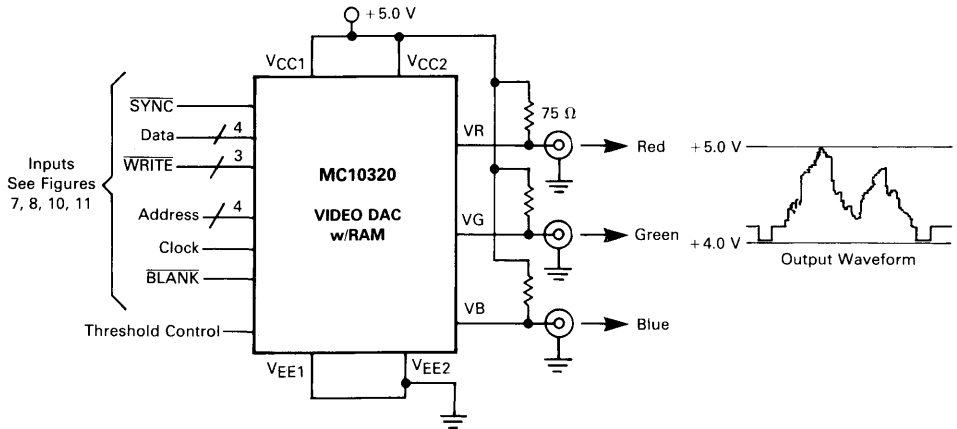 +5.0 V
VCC1
VCC2
SYNC
Data
4
WRITE
3
Inputs
See Figures
7, 8, 10, 11
Address
4
Clock
BLANK
Threshold Control
MC10320
VIDEO DAC
w/RAM
VR
75 Ω
Red
VG
Green
VB
Blue
VEE1
VEE2
+5.0 V
+4.0 V
Output Waveform